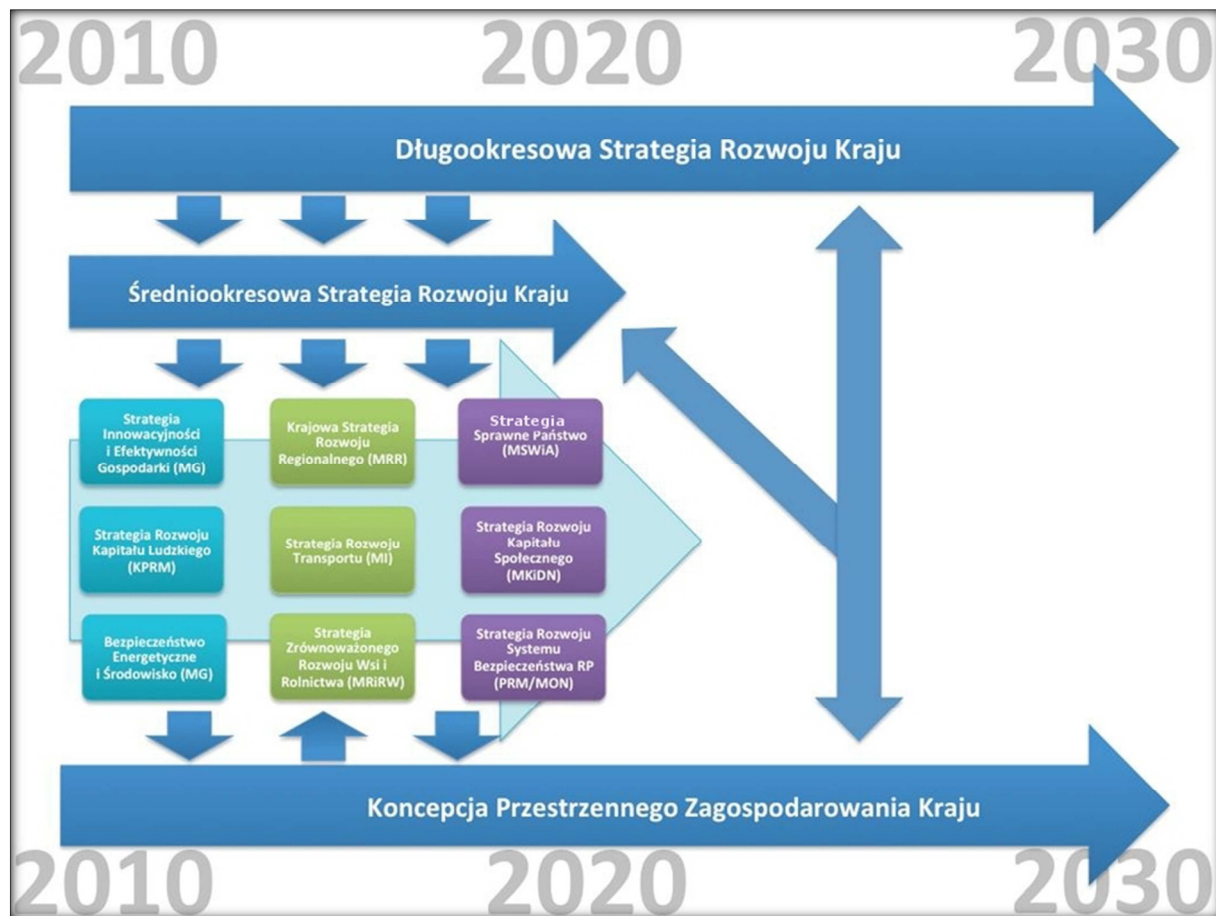 2010 2020 2030
Długookresowa Strategia Rozwoju Kraju
Średniookresowa Strategia Rozwoju Kraju
Strategia
Innowacyjności
i Efektywności
Gospodarki (MG)
Krajowa Strategia
Rozwoju
Regionalnego (MRR)
Strategia
Sprawne Państwo
(MSWiA)
Strategia Rozwoju
Kapitału Ludzkiego
(KPRM)
Strategia Rozwoju
Transportu (MI)
Strategia Rozwoju
Kapitału
Społecznego
(MKiDN)
Bezpieczeństwo
Energetyczne
i Środowisko (MG)
Strategia
Zrównoważonego
Rozwoju Wsi i
Rolnictwa (MRiRW)
Strategia Rozwoju
Systemu
Bezpieczeństwa RP
(PRM/MON)
Koncepcja Przestrzennego Zagospodarowania Kraju
2010 2020 2030